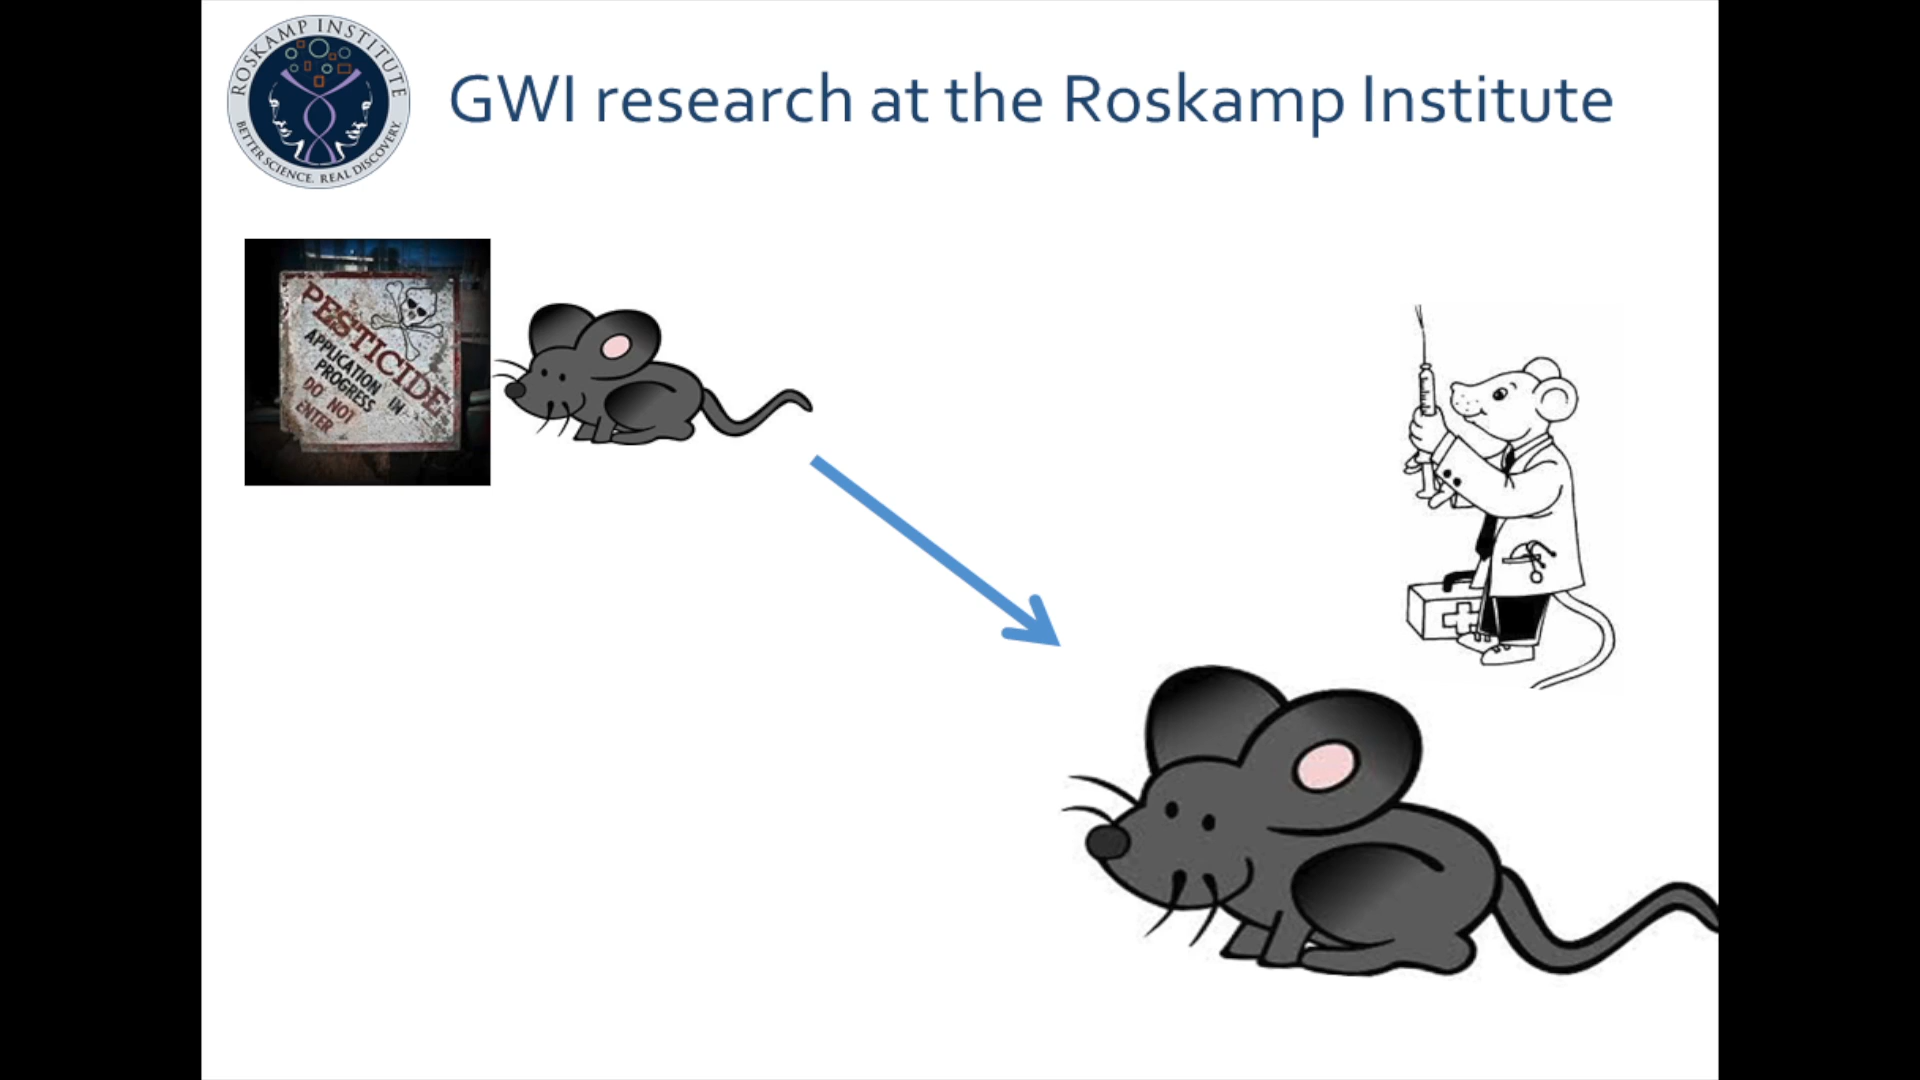 ROSKAMP INSTITUTE
BETTER SCIENCE. REAL DISCOVERY.
GWI research at the Roskamp Institute
PESTICIDE
APPLICATION IN
PROGRESS
DO NOT
ENTER